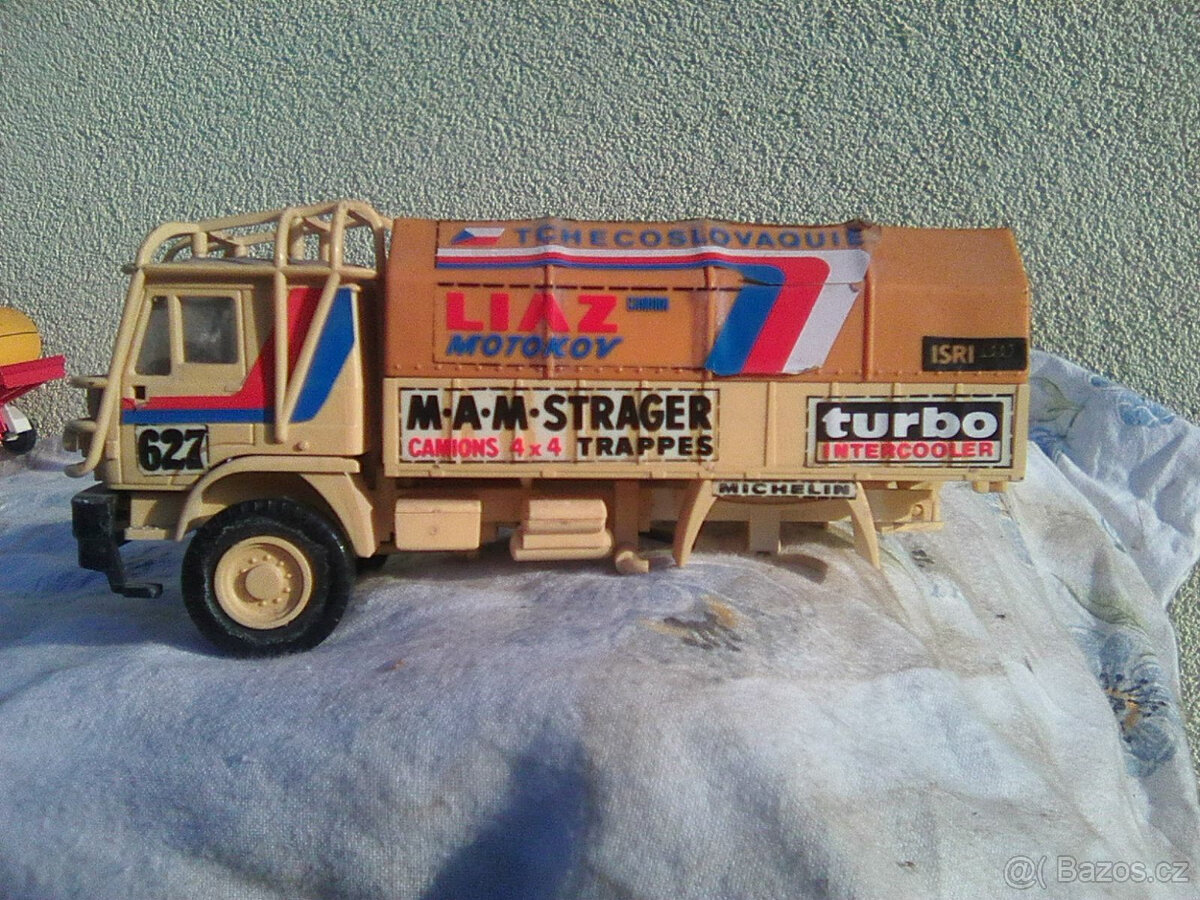 TCHECOSLOVAQUIE
LIAZ
MOTOKOV
ISRI
M·A·M·STRAGER
CAMIONS 4x4 TRAPPES
turbo
INTERCOOLER
627
MICHELIN
@( Bazos.cz